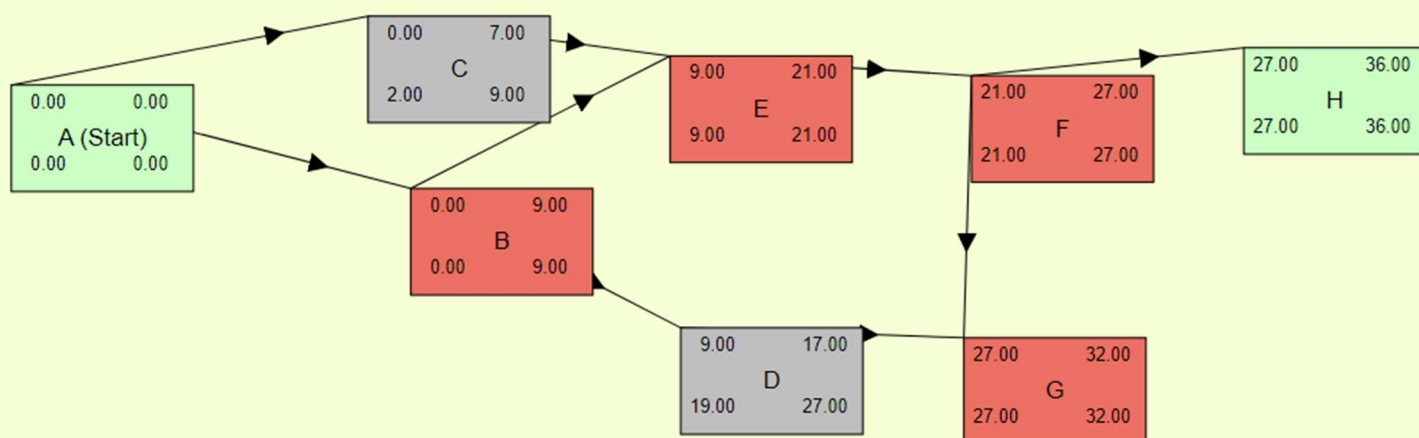 0.00 7.00
C
2.00 9.00
0.00 0.00
A (Start)
0.00 0.00
9.00 21.00
E
9.00 21.00
21.00 27.00
F
21.00 27.00
27.00 36.00
H
27.00 36.00
0.00 9.00
B
0.00 9.00
9.00 17.00
D
19.00 27.00
27.00 32.00
G
27.00 32.00